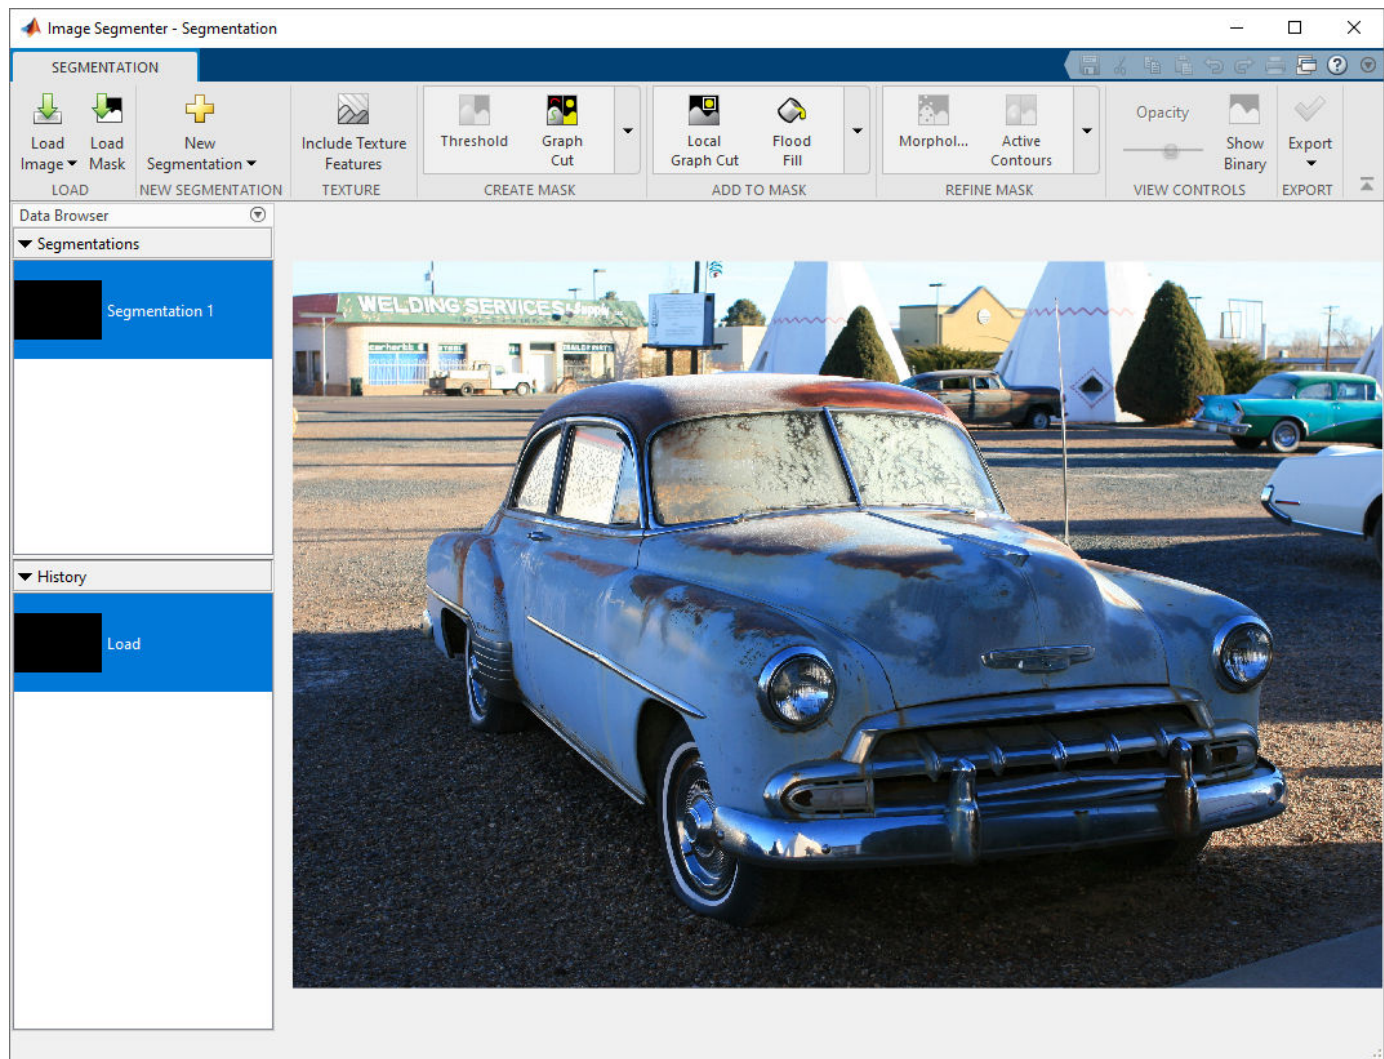 Image Segmenter - Segmentation
SEGMENTATION
Load Image
Load Mask
New Segmentation
Include Texture Features
Threshold
Graph Cut
Local Graph Cut
Flood Fill
Morphol...
Active Contours
Opacity
Show Binary
Export
LOAD
NEW SEGMENTATION
TEXTURE
CREATE MASK
ADD TO MASK
REFINE MASK
VIEW CONTROLS
EXPORT
Data Browser
Segmentations
Segmentation 1
History
Load
WELDING SERVICES & Supply